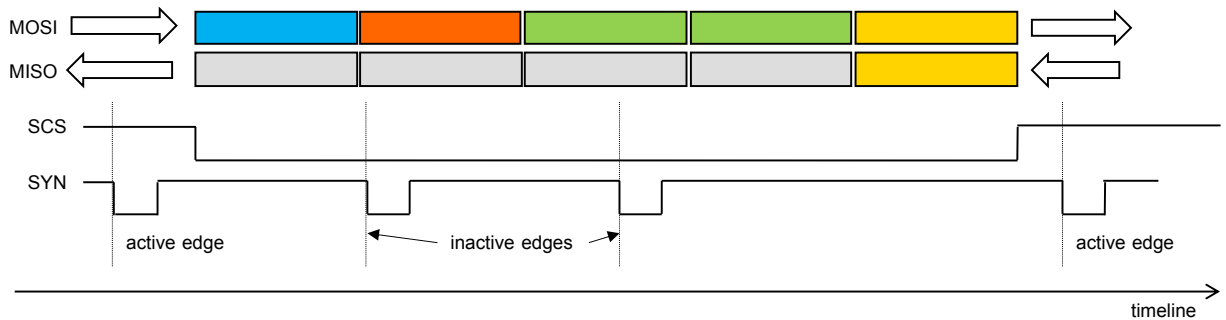 MOSI
MISO
SCS
SYN
active edge
inactive edges
active edge
timeline